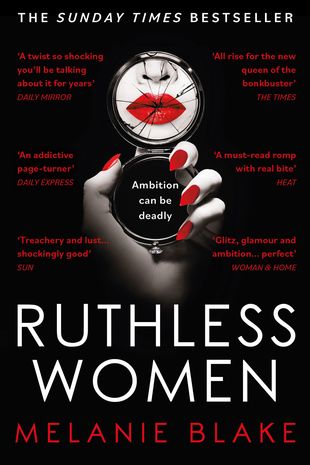 THE SUNDAY TIMES BESTSELLER
‘A twist so shocking
you’ll be talking
about it for years’
DAILY MIRROR
‘All rise for the new
queen of the
bonkbuster’
THE TIMES
‘An addictive
page-turner’
DAILY EXPRESS
Ambition
can be
deadly
‘A must-read romp
with real bite’
HEAT
‘Treachery and lust...
shockingly good’
SUN
‘Glitz, glamour and
ambition... perfect’
WOMAN & HOME
RUTHLESS
WOMEN
MELANIE BLAKE